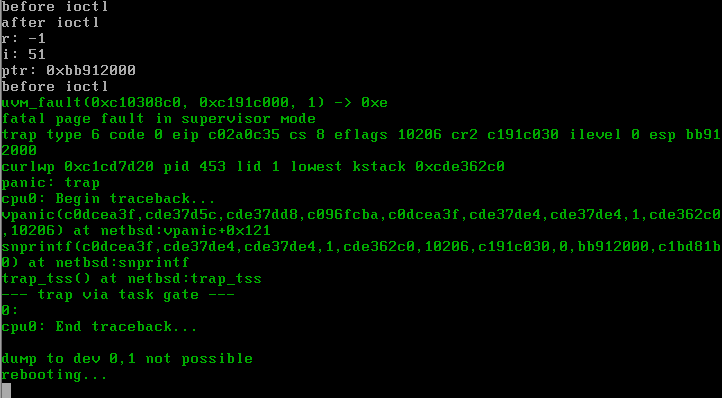 before ioctl
after ioctl
r: -1
i: 51
ptr: 0xbb912000
before ioctl
uvm_fault(0xc10308c0, 0xc191c000, 1) -> 0xe
fatal page fault in supervisor mode
trap type 6 code 0 eip c02a0c35 cs 8 eflags 10206 cr2 c191c030 ilevel 0 esp bb91
2000
curlwp 0xc1cd7d20 pid 453 lid 1 lowest kstack 0xcde362c0
panic: trap
cpu0: Begin traceback...
vpanic(c0dcea3f,cde37d5c,cde37dd8,c096fcba,c0dcea3f,cde37de4,cde37de4,1,cde362c0
,10206) at netbsd:vpanic+0x121
snprintf(c0dcea3f,cde37de4,cde37de4,1,cde362c0,10206,c191c030,0,bb912000,c1bd81b
0) at netbsd:snprintf
trap_tss() at netbsd:trap_tss
--- trap via task gate ---
0:
cpu0: End traceback...
dump to dev 0,1 not possible
rebooting...